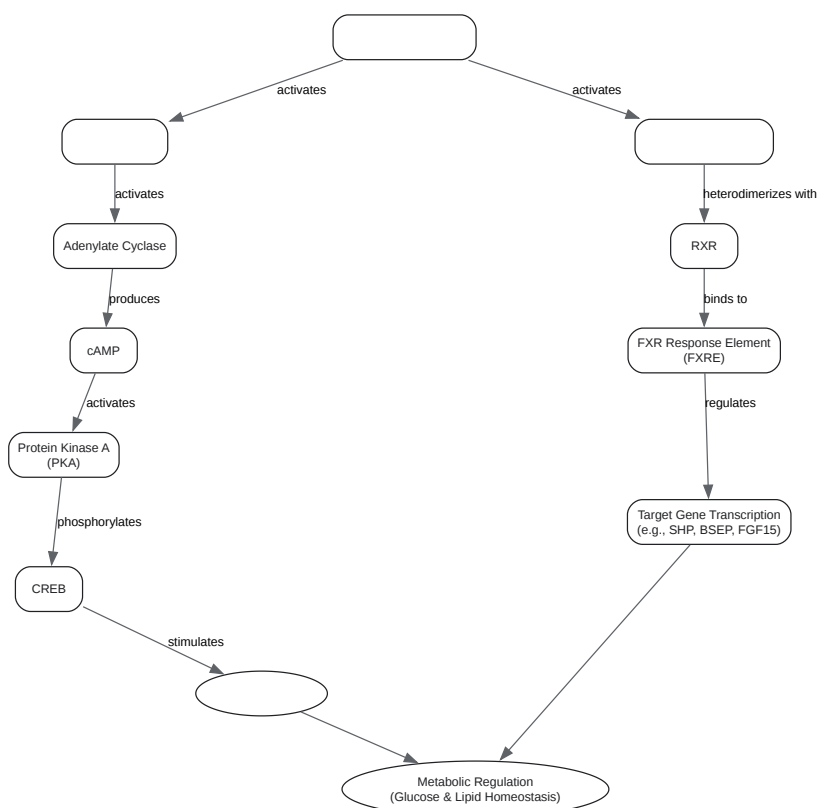 activates
activates
activates
heterodimerizes with
Adenylate Cyclase
RXR
produces
binds to
cAMP
FXR Response Element
(FXRE)
activates
regulates
Protein Kinase A
(PKA)
phosphorylates
Target Gene Transcription
(e.g., SHP, BSEP, FGF15)
CREB
stimulates
Metabolic Regulation
(Glucose & Lipid Homeostasis)